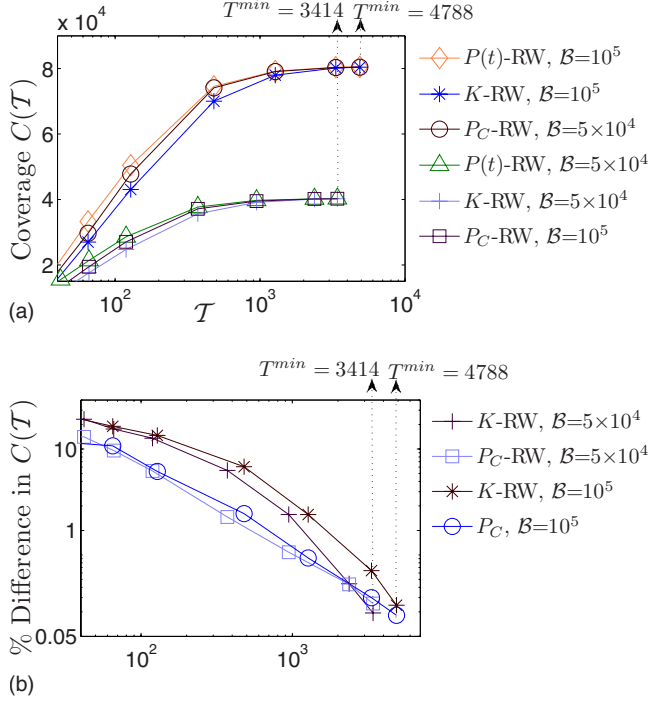 T^{min} = 3414
T^{min} = 4788
x 10^4
8
6
4
2
Coverage C(𝒯)
10^2
𝒯
10^3
10^4
(a)
P(t)-RW, ℬ=10^5
K-RW, ℬ=10^5
P_C-RW, ℬ=5×10^4
P(t)-RW, ℬ=5×10^4
K-RW, ℬ=5×10^4
P_C-RW, ℬ=10^5
T^{min} = 3414
T^{min} = 4788
10
1
0.05
% Difference in C(𝒯)
10^2
10^3
(b)
K-RW, ℬ=5×10^4
P_C-RW, ℬ=5×10^4
K-RW, ℬ=10^5
P_C, ℬ=10^5